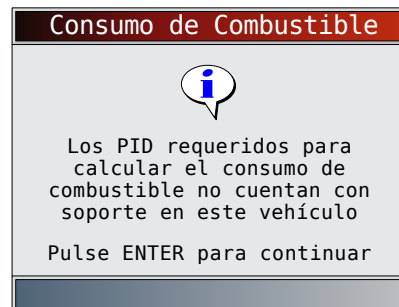 Consumo de Combustible
i
Los PID requeridos para
calcular el consumo de
combustible no cuentan con
soporte en este vehículo
Pulse ENTER para continuar